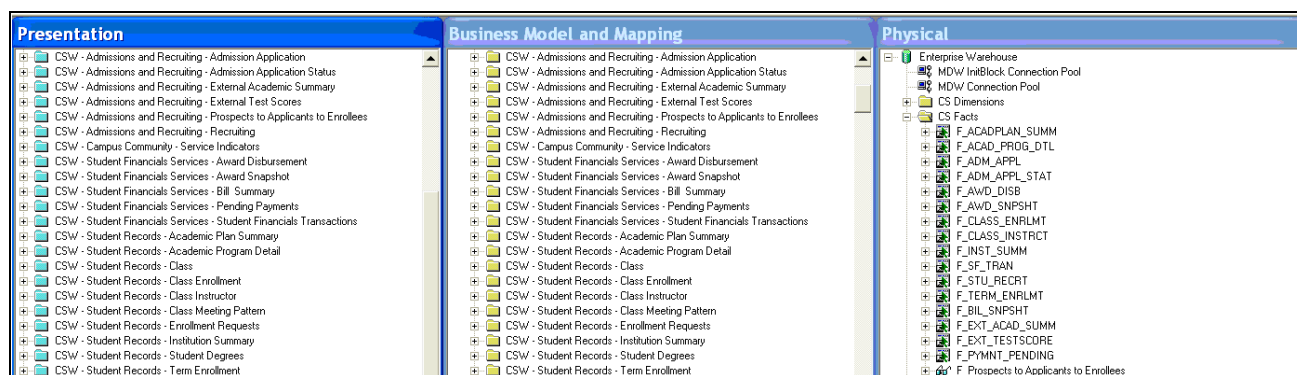 Presentation
CSW - Admissions and Recruiting - Admission Application
CSW - Admissions and Recruiting - Admission Application Status
CSW - Admissions and Recruiting - External Academic Summary
CSW - Admissions and Recruiting - External Test Scores
CSW - Admissions and Recruiting - Prospects to Applicants to Enrollees
CSW - Admissions and Recruiting - Recruiting
CSW - Campus Community - Service Indicators
CSW - Student Financials Services - Award Disbursement
CSW - Student Financials Services - Award Snapshot
CSW - Student Financials Services - Bill Summary
CSW - Student Financials Services - Pending Payments
CSW - Student Financials Services - Student Financials Transactions
CSW - Student Records - Academic Plan Summary
CSW - Student Records - Academic Program Detail
CSW - Student Records - Class
CSW - Student Records - Class Enrollment
CSW - Student Records - Class Instructor
CSW - Student Records - Class Meeting Pattern
CSW - Student Records - Enrollment Requests
CSW - Student Records - Institution Summary
CSW - Student Records - Student Degrees
CSW - Student Records - Term Enrollment
Business Model and Mapping
CSW - Admissions and Recruiting - Admission Application
CSW - Admissions and Recruiting - Admission Application Status
CSW - Admissions and Recruiting - External Academic Summary
CSW - Admissions and Recruiting - External Test Scores
CSW - Admissions and Recruiting - Prospects to Applicants to Enrollees
CSW - Admissions and Recruiting - Recruiting
CSW - Campus Community - Service Indicators
CSW - Student Financials Services - Award Disbursement
CSW - Student Financials Services - Award Snapshot
CSW - Student Financials Services - Bill Summary
CSW - Student Financials Services - Pending Payments
CSW - Student Financials Services - Student Financials Transactions
CSW - Student Records - Academic Plan Summary
CSW - Student Records - Academic Program Detail
CSW - Student Records - Class
CSW - Student Records - Class Enrollment
CSW - Student Records - Class Instructor
CSW - Student Records - Class Meeting Pattern
CSW - Student Records - Enrollment Requests
CSW - Student Records - Institution Summary
CSW - Student Records - Student Degrees
CSW - Student Records - Term Enrollment
Physical
Enterprise Warehouse
MDW InitBlock Connection Pool
MDW Connection Pool
CS Dimensions
CS Facts
F_ACADPLAN_SUMM
F_ACAD_PROG_DTL
F_ADM_APPL
F_ADM_APPL_STAT
F_AWD_DISB
F_AWD_SNPSHT
F_CLASS_ENRLMT
F_CLASS_INSTRCT
F_INST_SUMM
F_SF_TRAN
F_STU_RECRT
F_TERM_ENRLMT
F_BIL_SNPSHT
F_EXT_ACAD_SUMM
F_EXT_TESTSCORE
F_PYMNT_PENDING
F_Prospects to Applicants to Enrollees